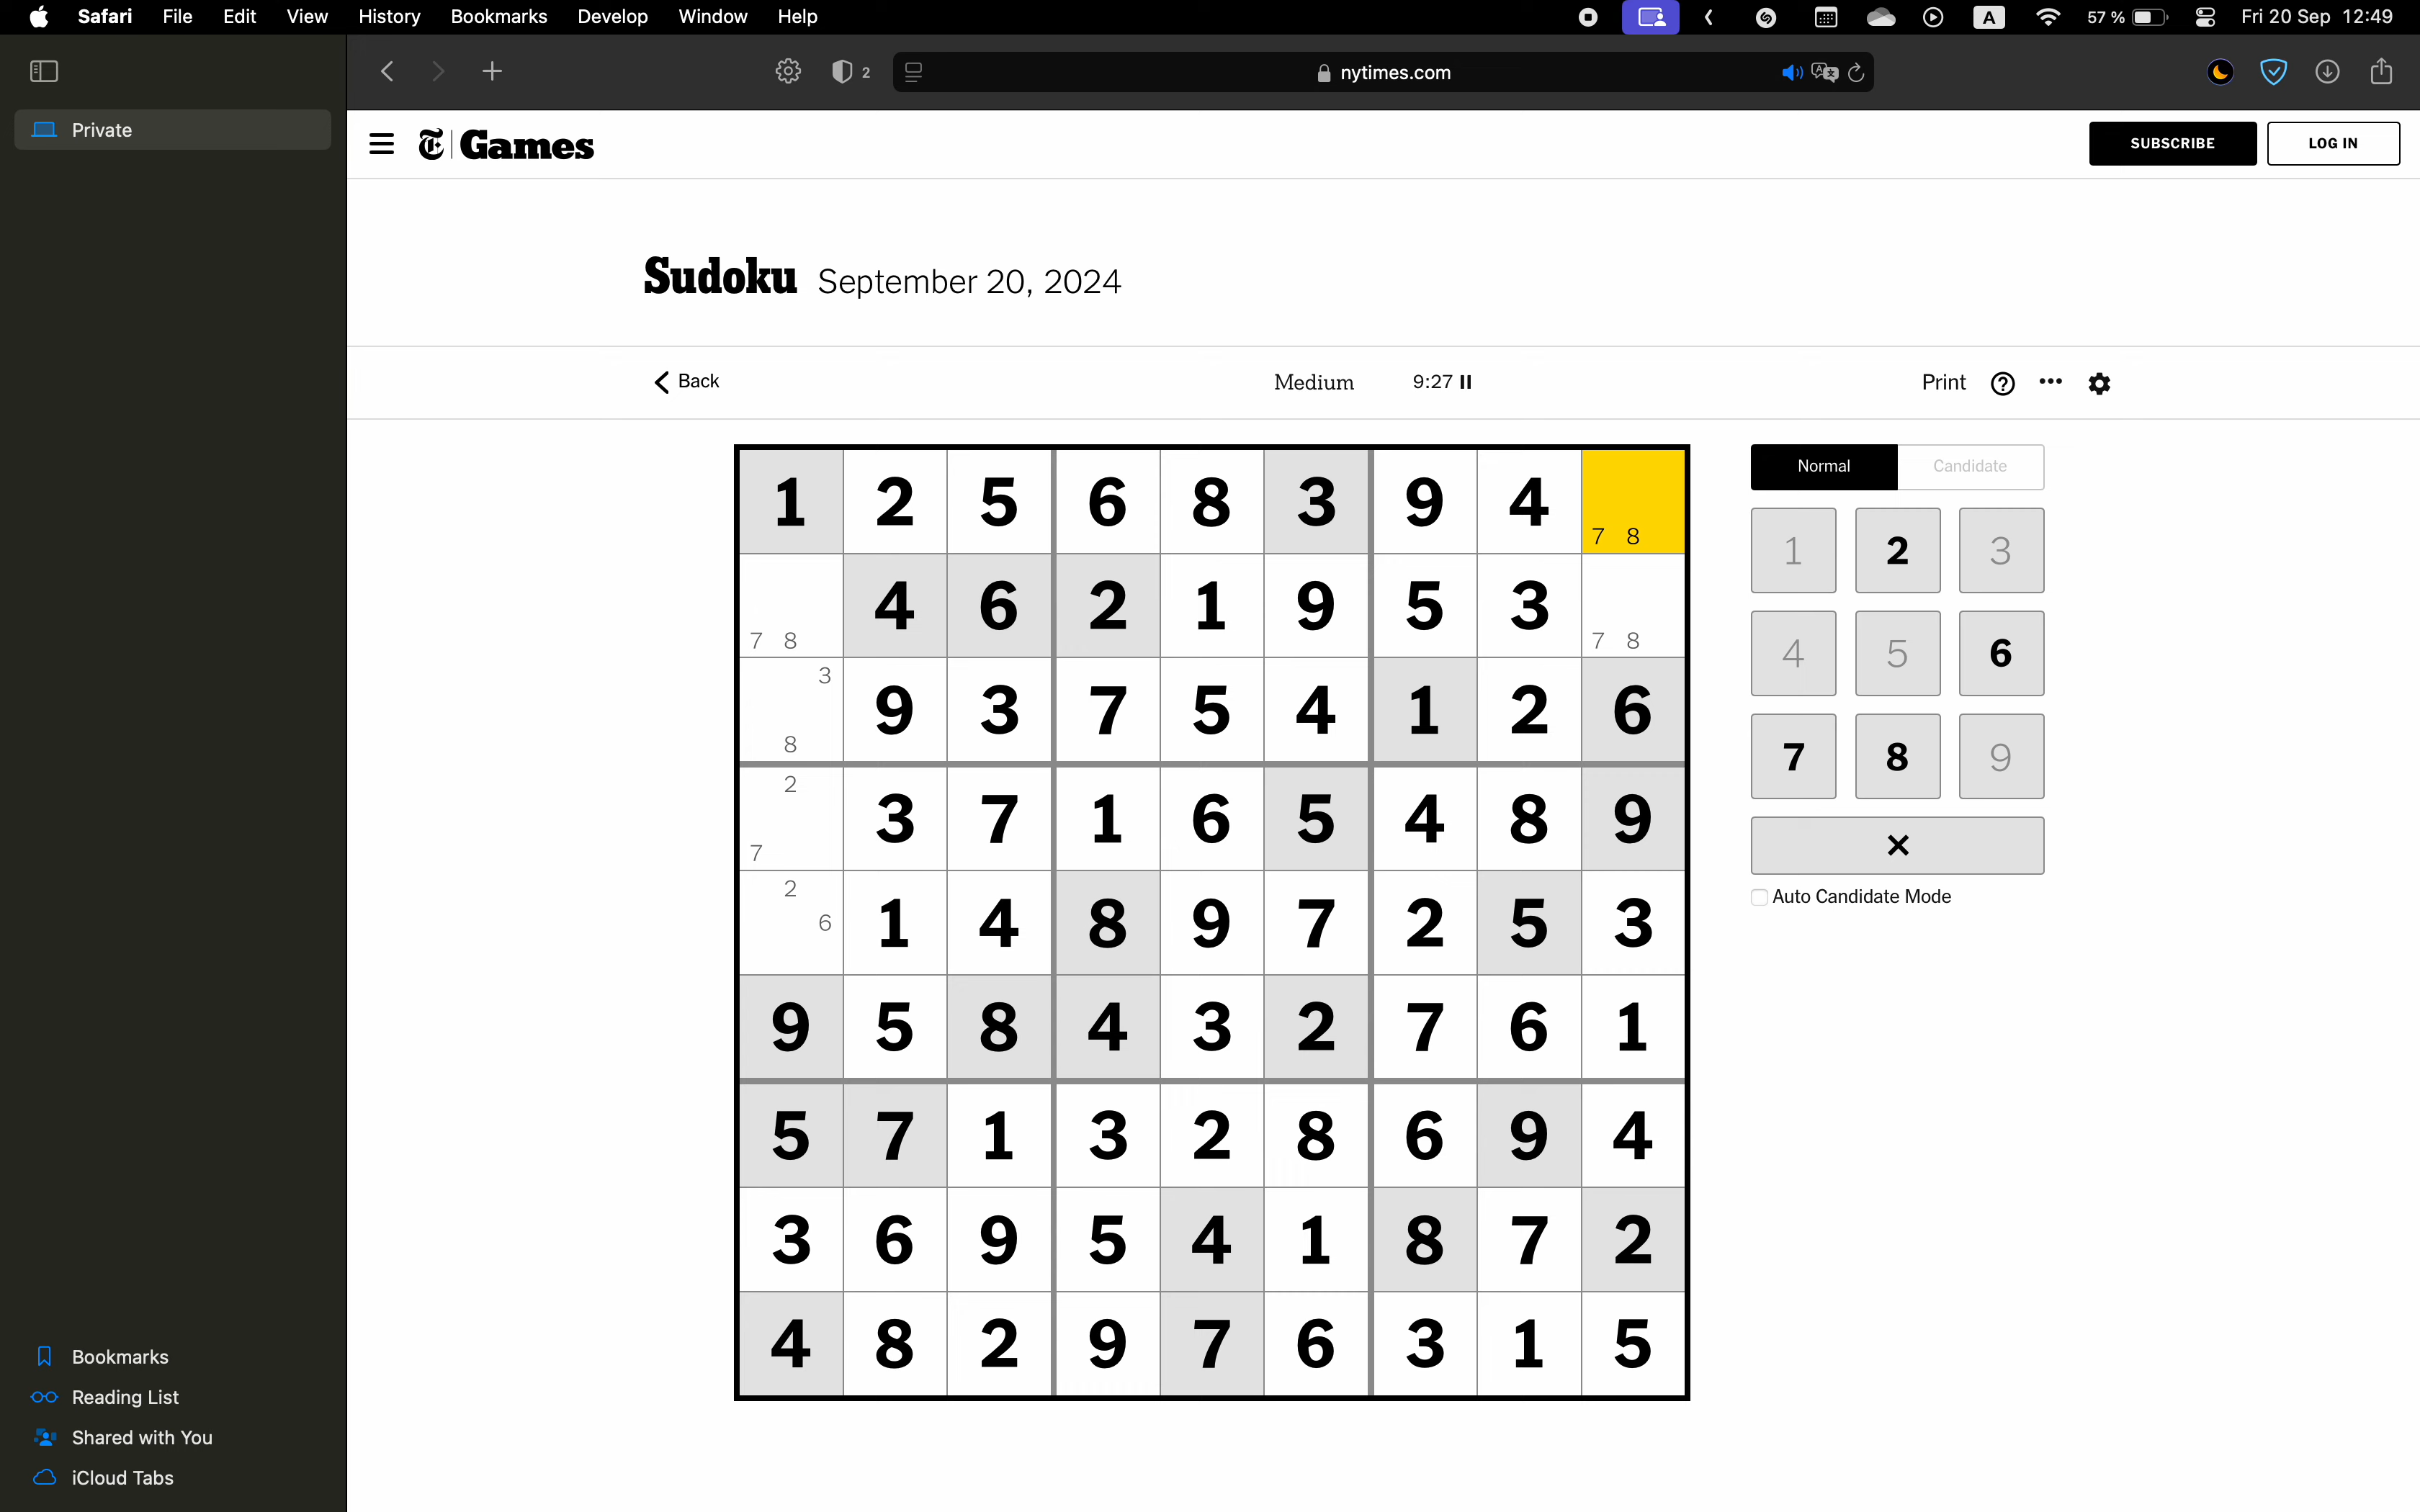 Safari File Edit View History Bookmarks Develop Window Help A 57 % Fri 20 Sep 12:49
2 nytimes.com
Private
T Games SUBSCRIBE LOG IN
Sudoku September 20, 2024
Back Medium 9:27 Print ? •••
1 2 5 6 8 3 9 4 7 8
7 8 4 6 2 1 9 5 3 7 8
3 8 9 3 7 5 4 1 2 6
2 7 3 7 1 6 5 4 8 9
2 6 1 4 8 9 7 2 5 3
9 5 8 4 3 2 7 6 1
5 7 1 3 2 8 6 9 4
3 6 9 5 4 1 8 7 2
4 8 2 9 7 6 3 1 5
Normal Candidate
1 2 3
4 5 6
7 8 9
×
Auto Candidate Mode
Bookmarks
Reading List
Shared with You
iCloud Tabs